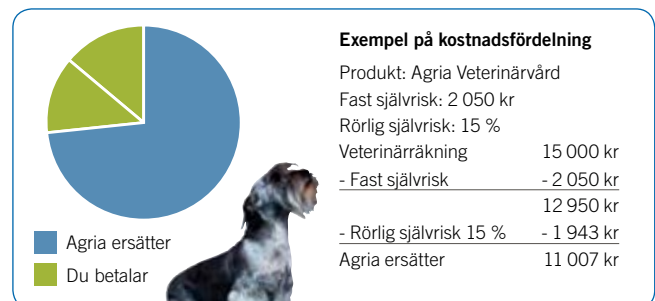 Exempel på kostnadsfördelning
Produkt: Agria Veterinärvård
Fast självrisk: 2 050 kr
Rörlig självrisk: 15 %
Veterinärräkning 15 000 kr
- Fast självrisk - 2 050 kr
12 950 kr
- Rörlig självrisk 15 % - 1 943 kr
Agria ersätter 11 007 kr
Agria ersätter
Du betalar